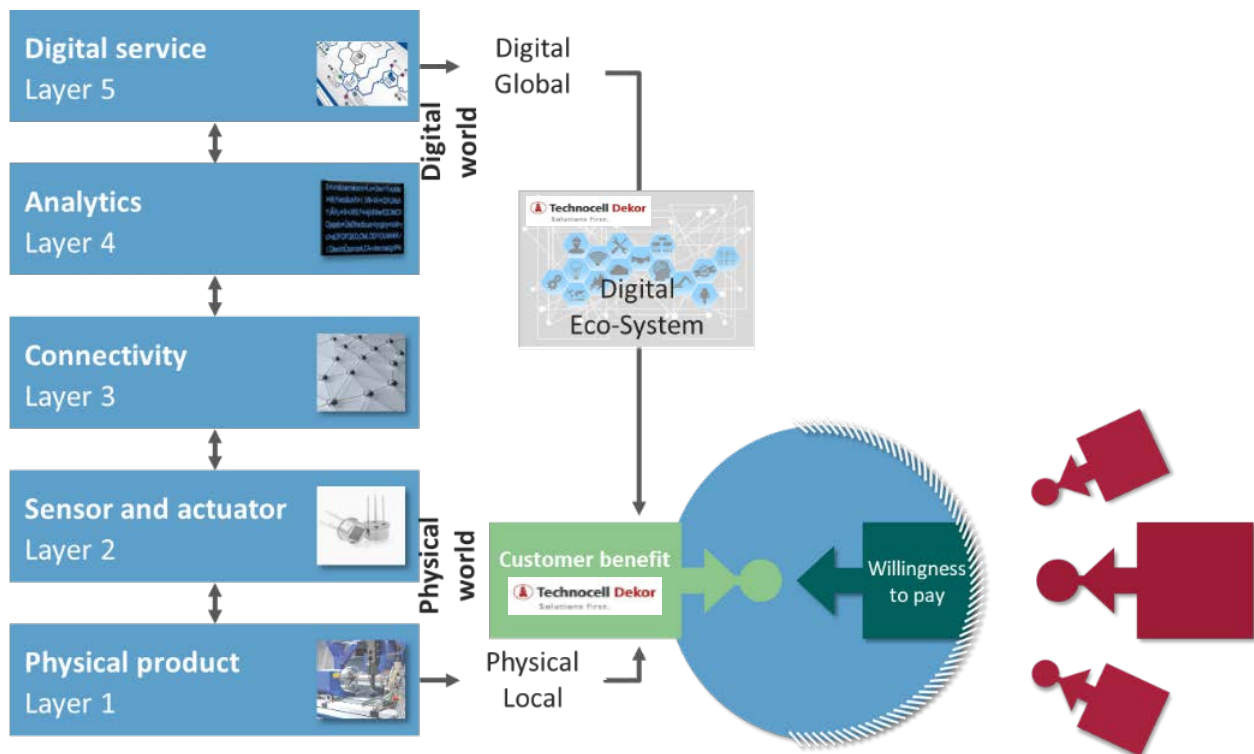 Digital service
Layer 5
Analytics
Layer 4
Connectivity
Layer 3
Sensor and actuator
Layer 2
Physical product
Layer 1
Digital
world
Physical
world
Digital
Global
Technocell Dekor
Solutions First.
Digital
Eco-System
Customer benefit
Technocell Dekor
Solutions First.
Physical
Local
Willingness
to pay